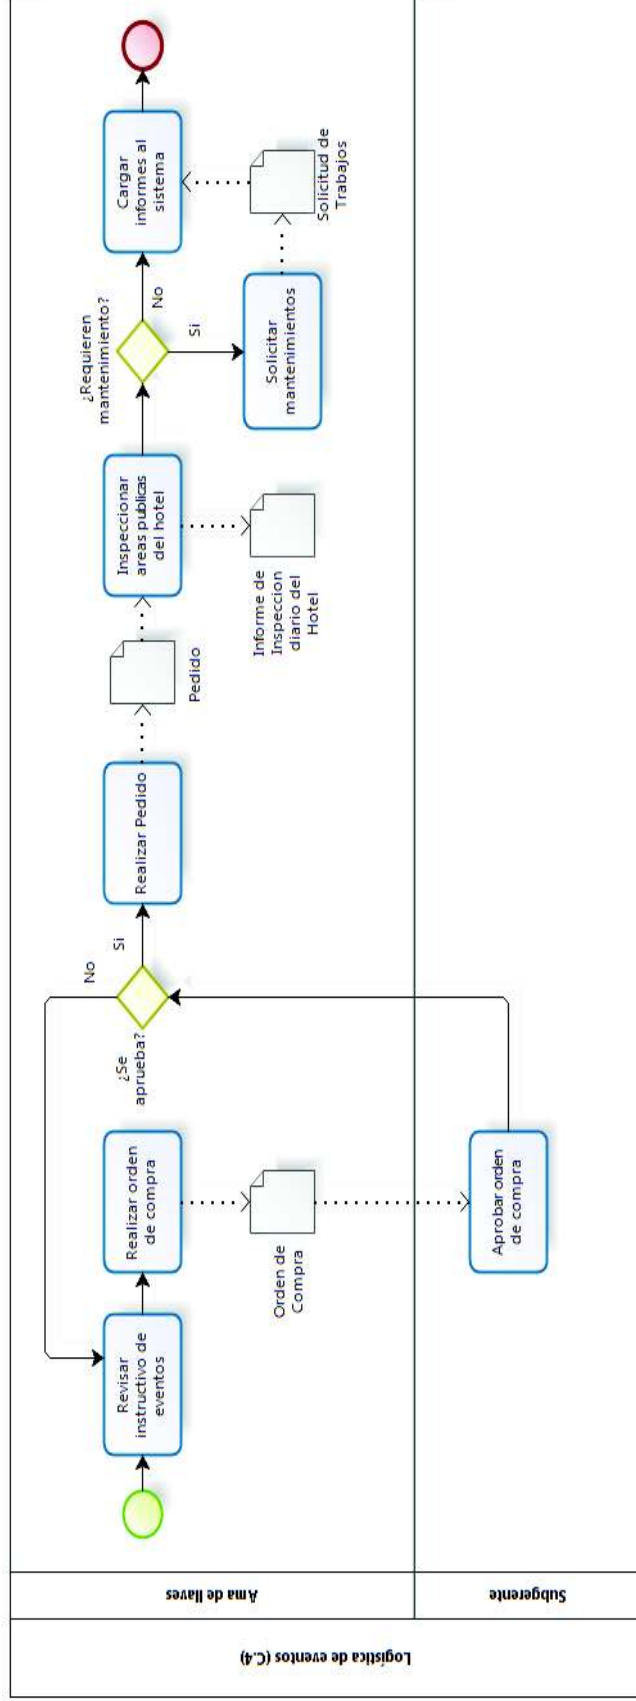 Logística de eventos (C.4)
Ama de llaves
Subgerente
Revisar
instructivo de
eventos
Realizar orden
de compra
Orden de
Compra
Aprobar orden
de compra
¿Se
aprueba?
No
Si
Realizar Pedido
Pedido
Inspeccionar
areas publicas
del hotel
Informe de
Inspeccion
diario del
Hotel
¿Requieren
mantenimiento?
No
Si
Solicitar
mantenimientos
Solicitud de
Trabajos
Cargar
informes al
sistema